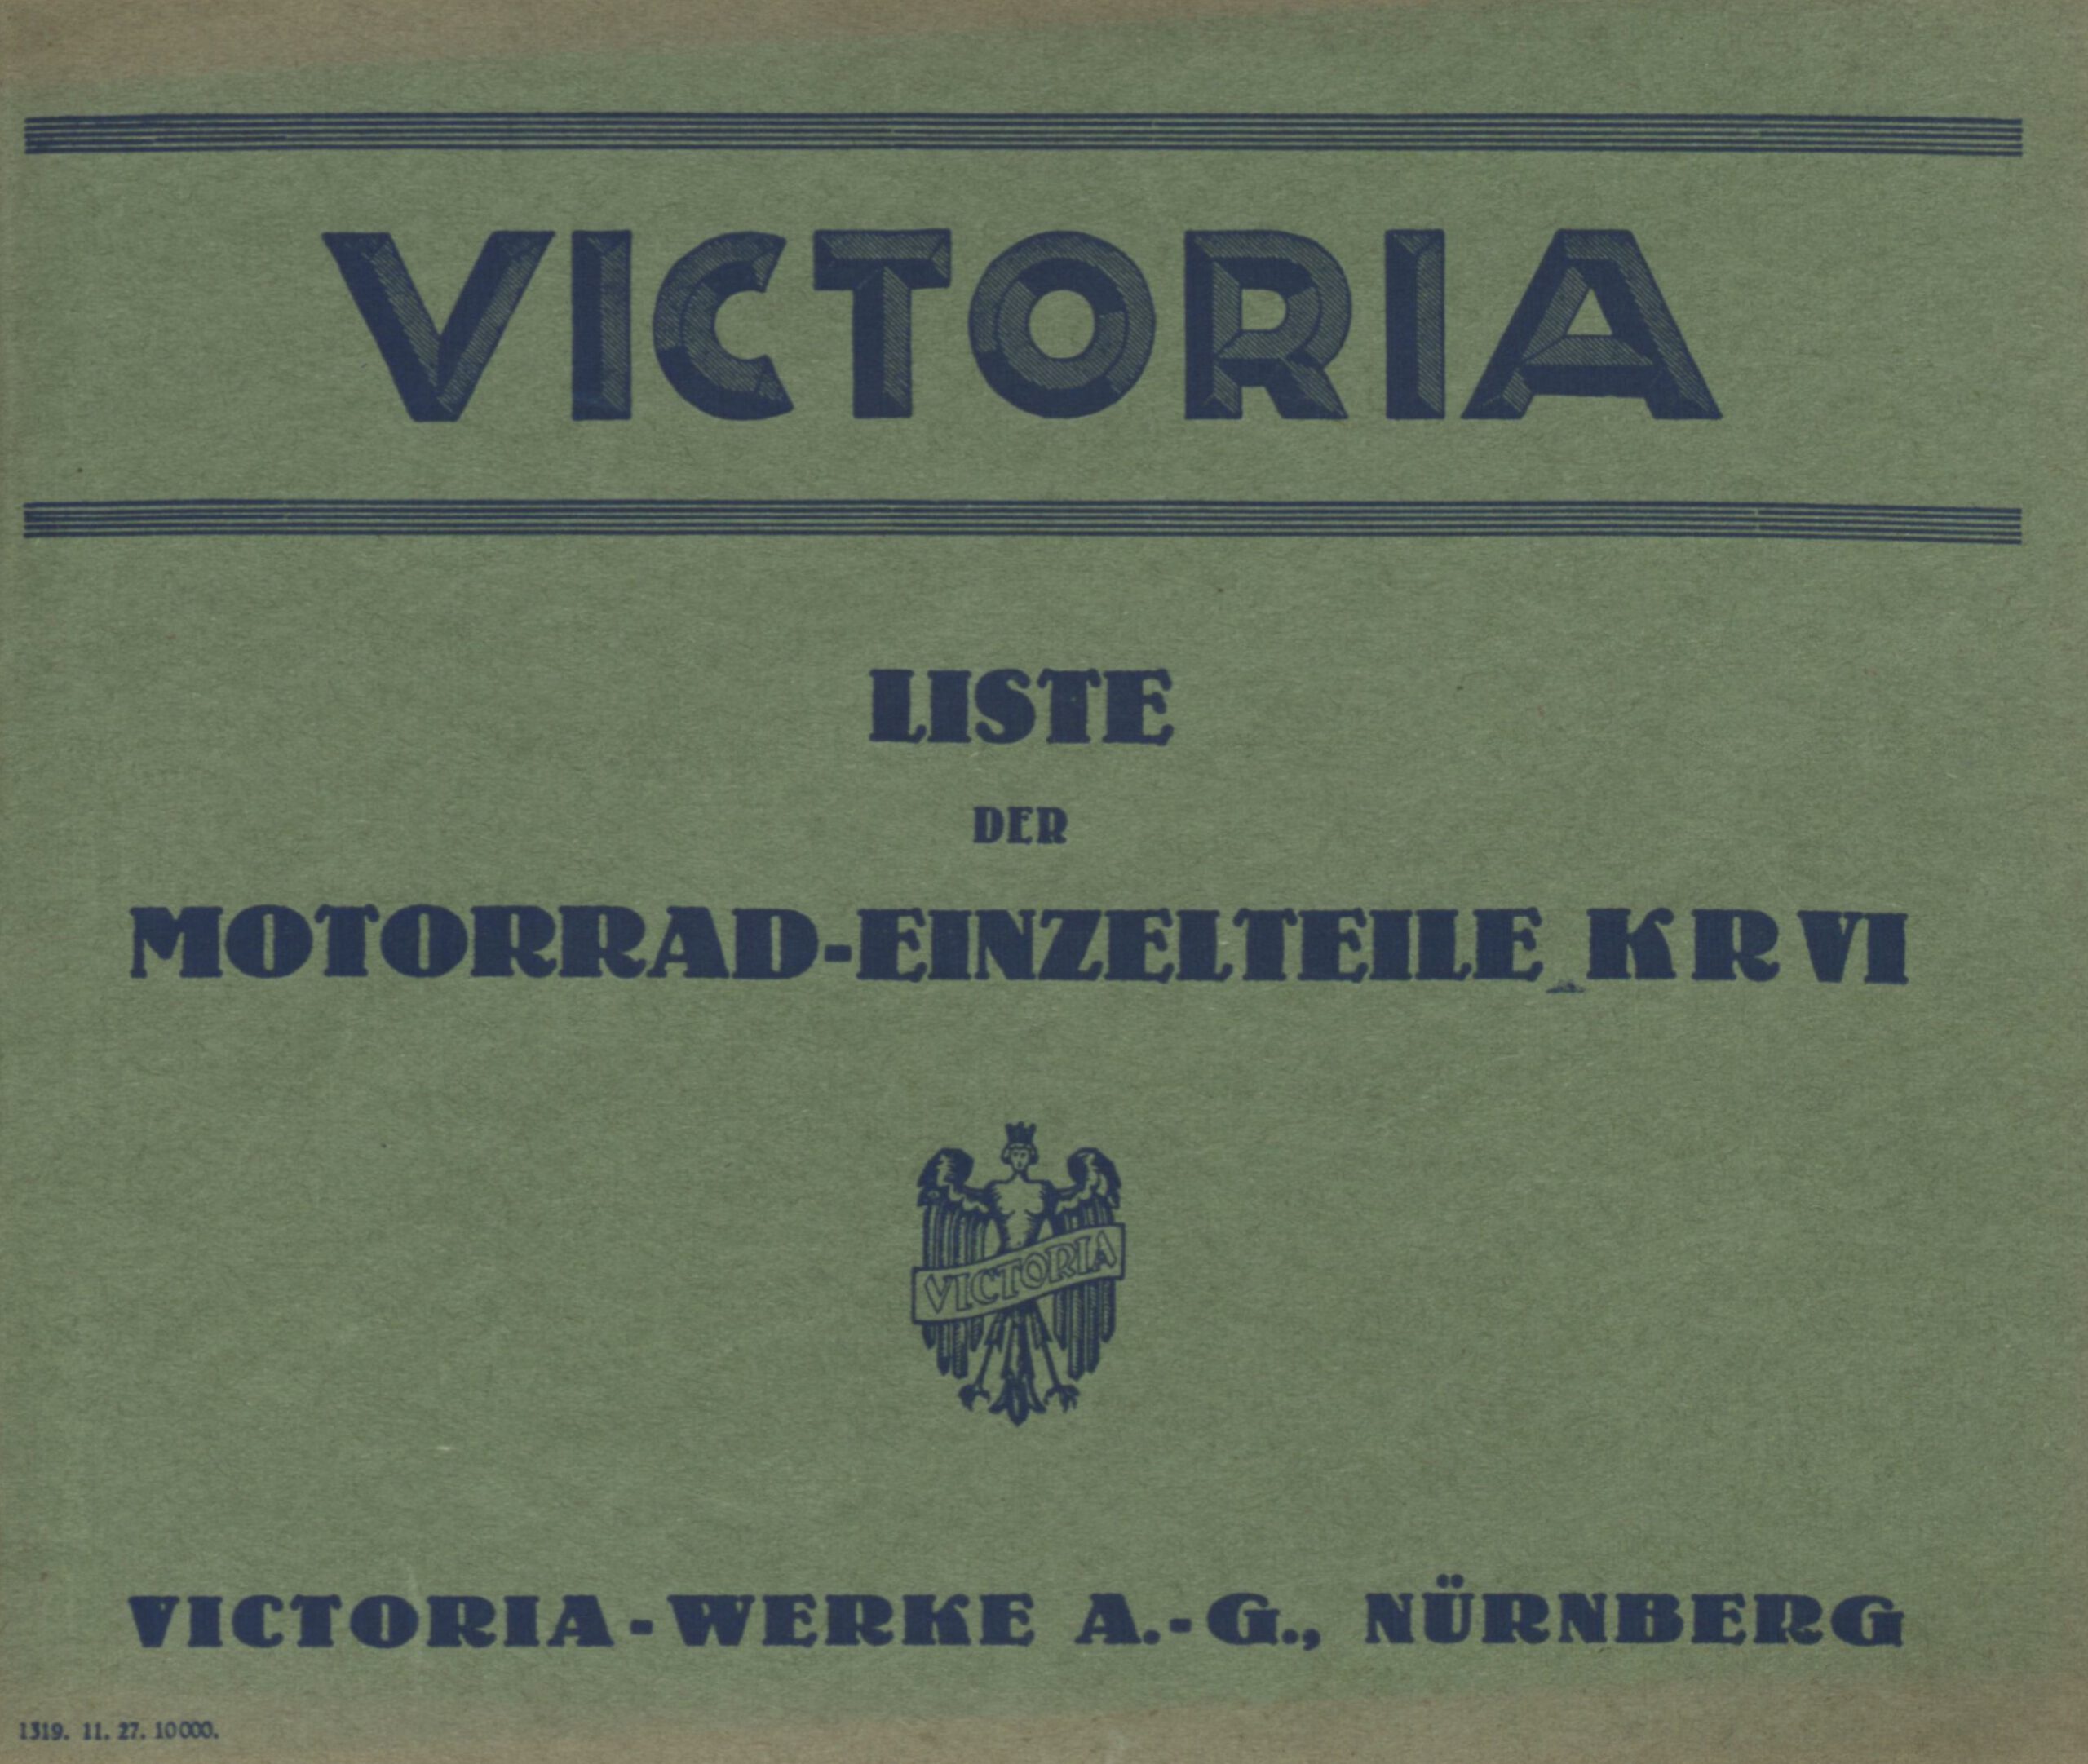 VICTORIA
LISTE
DER
MOTORRAD-EINZELTEILE KR VI
VICTORIA
VICTORIA-WERKE A.-G., NÜRNBERG
1319. 11. 27. 10000.